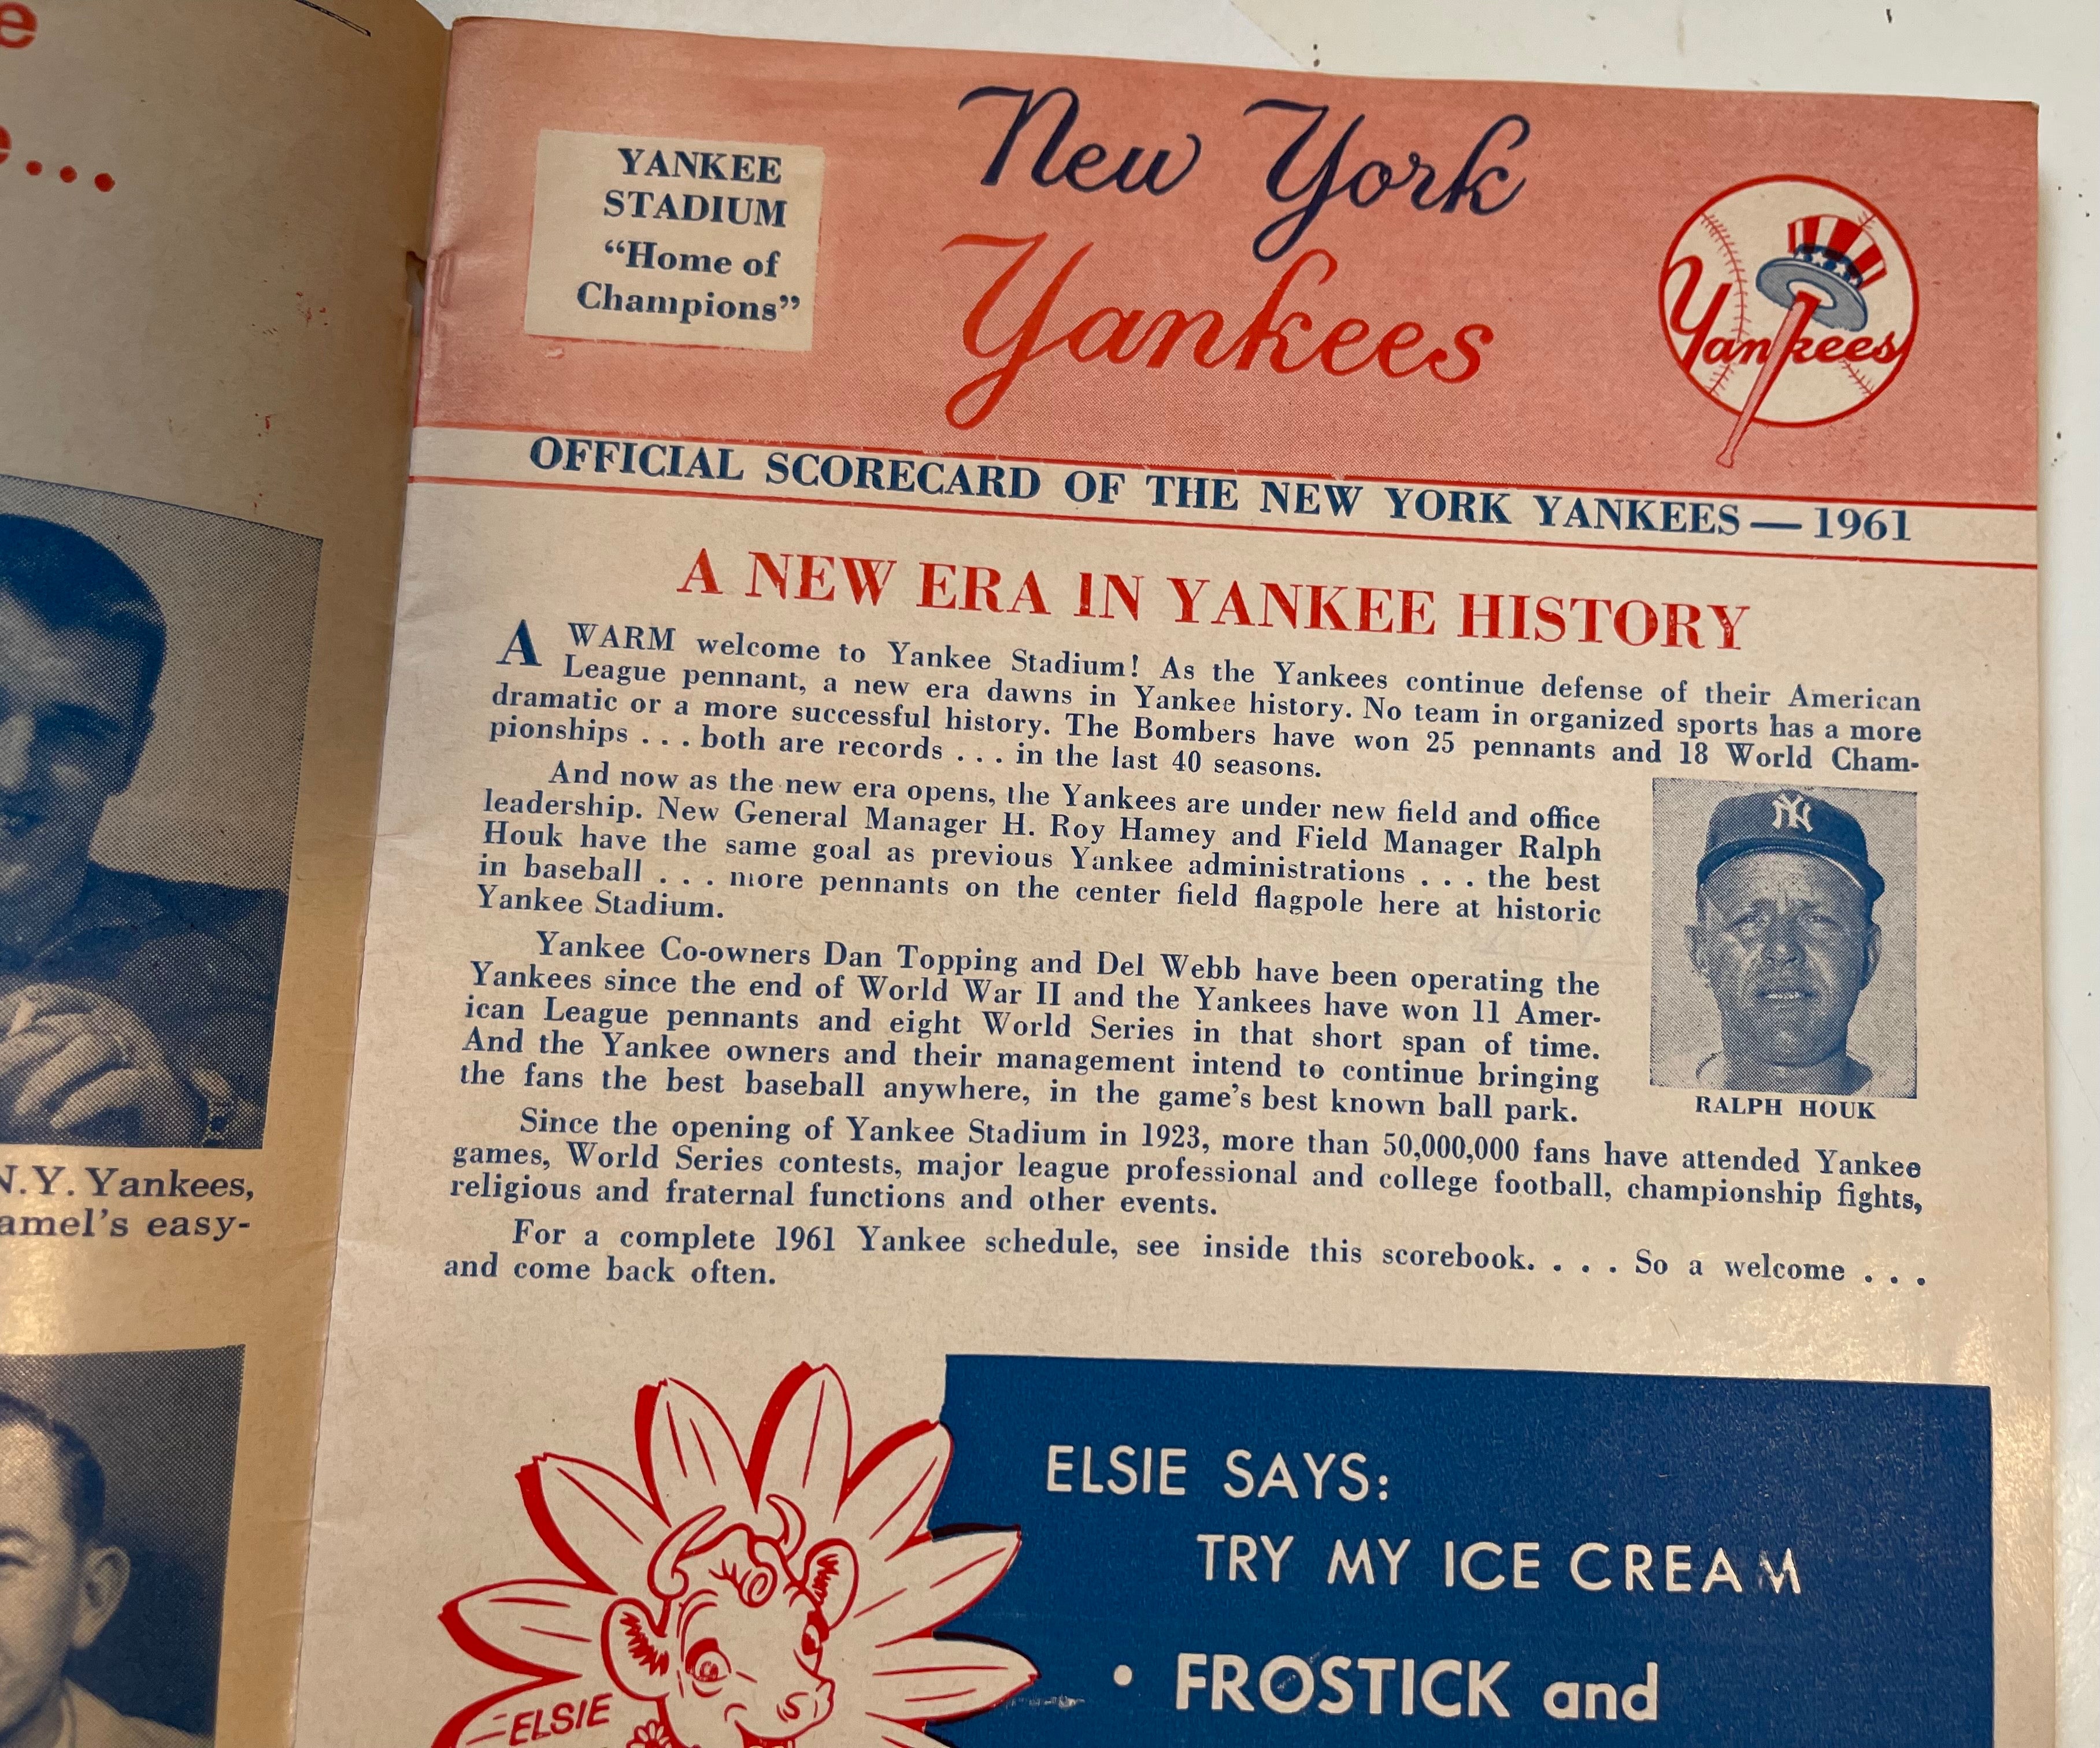 YANKEE
STADIUM
“Home of
Champions”
New York
Yankees
Yankees
OFFICIAL SCORECARD OF THE NEW YORK YANKEES — 1961
A NEW ERA IN YANKEE HISTORY
A WARM welcome to Yankee Stadium! As the Yankees continue defense of their American
League pennant, a new era dawns in Yankee history. No team in organized sports has a more
dramatic or a more successful history. The Bombers have won 25 pennants and 18 World Cham-
pionships . . . both are records . . . in the last 40 seasons.
And now as the new era opens, the Yankees are under new field and office
leadership. New General Manager H. Roy Hamey and Field Manager Ralph
Houk have the same goal as previous Yankee administrations . . . the best
in baseball . . . more pennants on the center field flagpole here at historic
Yankee Stadium.
Yankee Co-owners Dan Topping and Del Webb have been operating the
Yankees since the end of World War II and the Yankees have won 11 Amer-
ican League pennants and eight World Series in that short span of time.
And the Yankee owners and their management intend to continue bringing
the fans the best baseball anywhere, in the game's best known ball park.
NY
RALPH HOUK
Since the opening of Yankee Stadium in 1923, more than 50,000,000 fans have attended Yankee
games, World Series contests, major league professional and college football, championship fights,
religious and fraternal functions and other events.
For a complete 1961 Yankee schedule, see inside this scorebook. . . . So a welcome . . .
and come back often.
ELSIE SAYS:
TRY MY ICE CREAM
• FROSTICK and
ELSIE
N.Y. Yankees,
amel's easy-